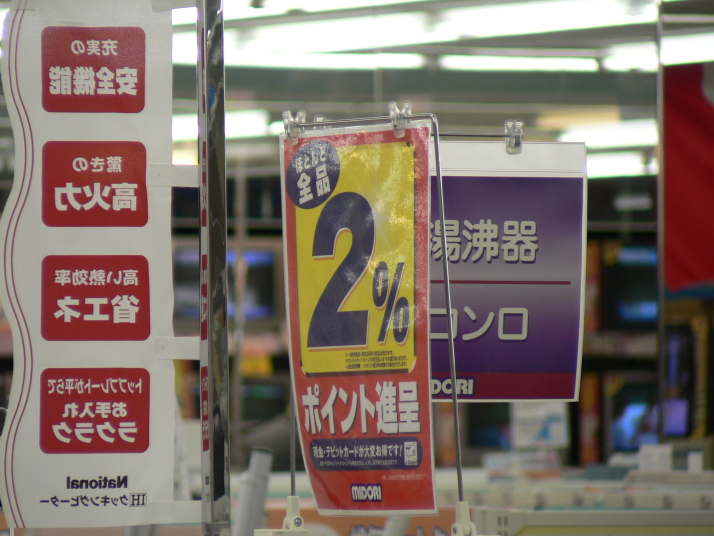 充実の
安全機能
驚きの
高火力
高い熱効率
省エネ
トッププレートが平らで
お手入れ
ラクラク
National
IHクッキングヒーター
ほとんど
全品
2%
ポイント進呈
現金・デビットカードが大変お得です!
MIDORI
湯沸器
コンロ
MIDORI